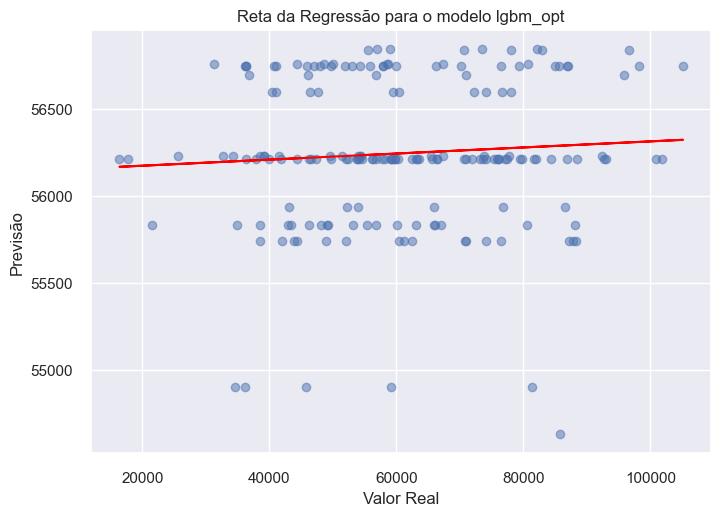 Reta da Regressão para o modelo lgbm_opt
56500
56000
55500
55000
Previsão
20000 40000 60000 80000 100000
Valor Real